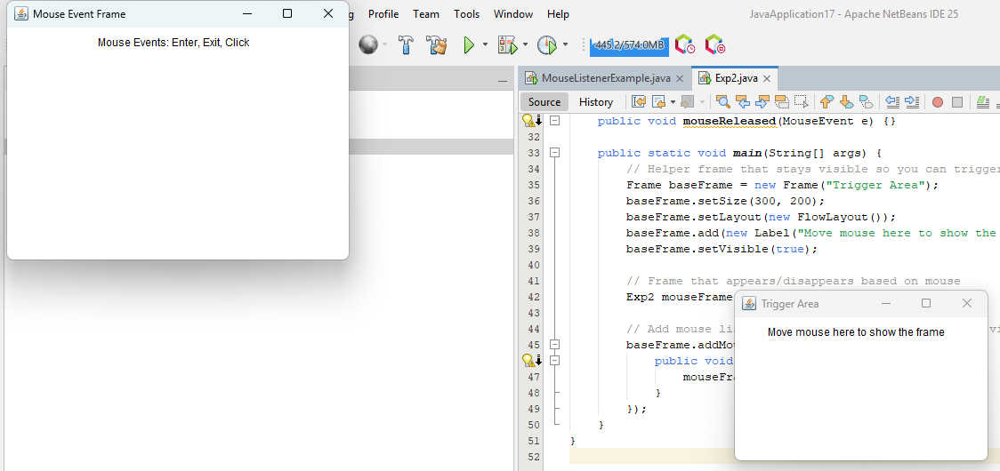 Mouse Event Frame
Mouse Events: Enter, Exit, Click
Profile Team Tools Window Help
JavaApplication17 - Apache NetBeans IDE 25
445.2/574.0MB
MouseListenerExample.java Exp2.java
Source History
public void mouseReleased(MouseEvent e) {}
32
33 public static void main(String[] args) {
34 // Helper frame that stays visible so you can trigger
35 Frame baseFrame = new Frame("Trigger Area");
36 baseFrame.setSize(300, 200);
37 baseFrame.setLayout(new FlowLayout());
38 baseFrame.add(new Label("Move mouse here to show the
39 baseFrame.setVisible(true);
40
41 // Frame that appears/disappears based on mouse
42 Exp2 mouseFrame
43
44 // Add mouse li
45 baseFrame.addMou
public void
47 mouseFra
48 }
49 });
50 }
51 }
52
Trigger Area
Move mouse here to show the frame